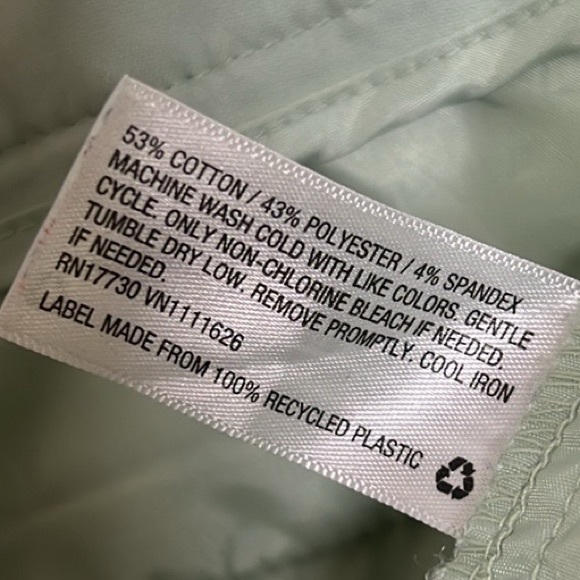 53% COTTON / 43% POLYESTER / 4% SPANDEX
MACHINE WASH COLD WITH LIKE COLORS. GENTLE
CYCLE. ONLY NON-CHLORINE BLEACH IF NEEDED.
TUMBLE DRY LOW. REMOVE PROMPTLY. COOL IRON
IF NEEDED.
RN17730 VN1111626
LABEL MADE FROM 100% RECYCLED PLASTIC